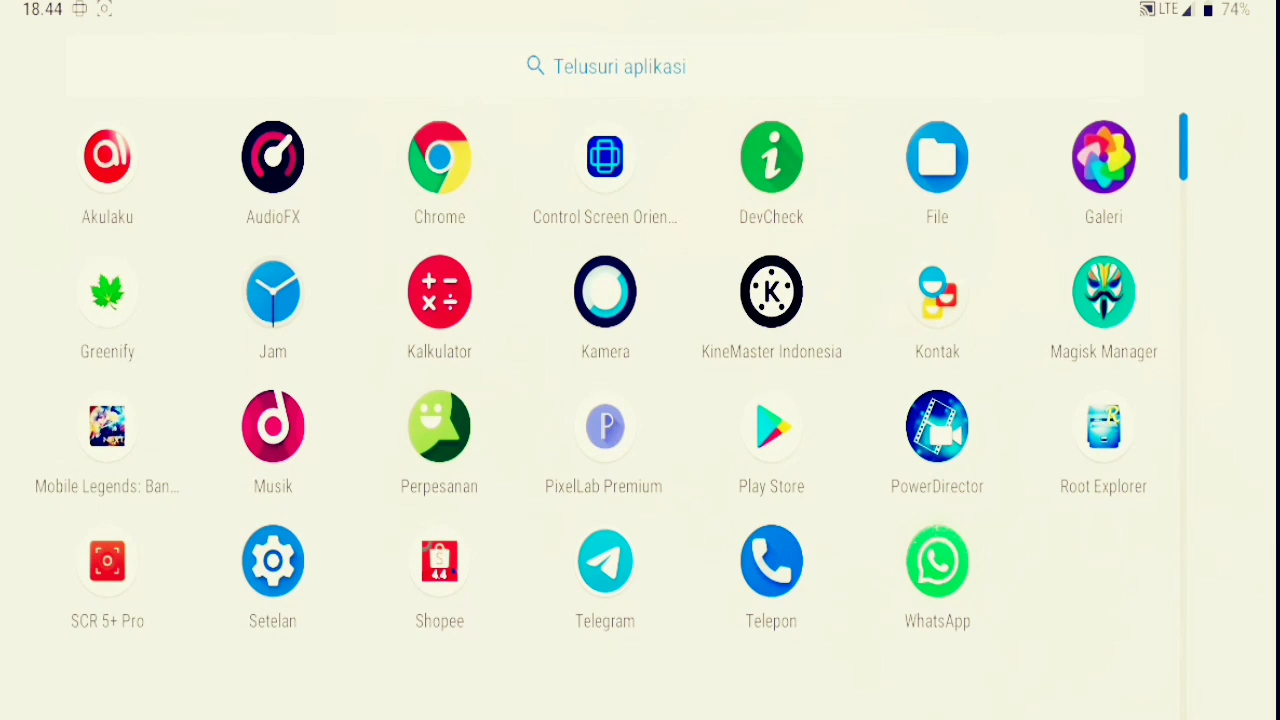 18.44 LTE 74%
Telusuri aplikasi
Akulaku AudioFX Chrome Control Screen Orien... DevCheck File Galeri
Greenify Jam Kalkulator Kamera KineMaster Indonesia Kontak Magisk Manager
Mobile Legends: Ban... Musik Perpesanan PixelLab Premium Play Store PowerDirector Root Explorer
SCR 5+ Pro Setelan Shopee Telegram Telepon WhatsApp